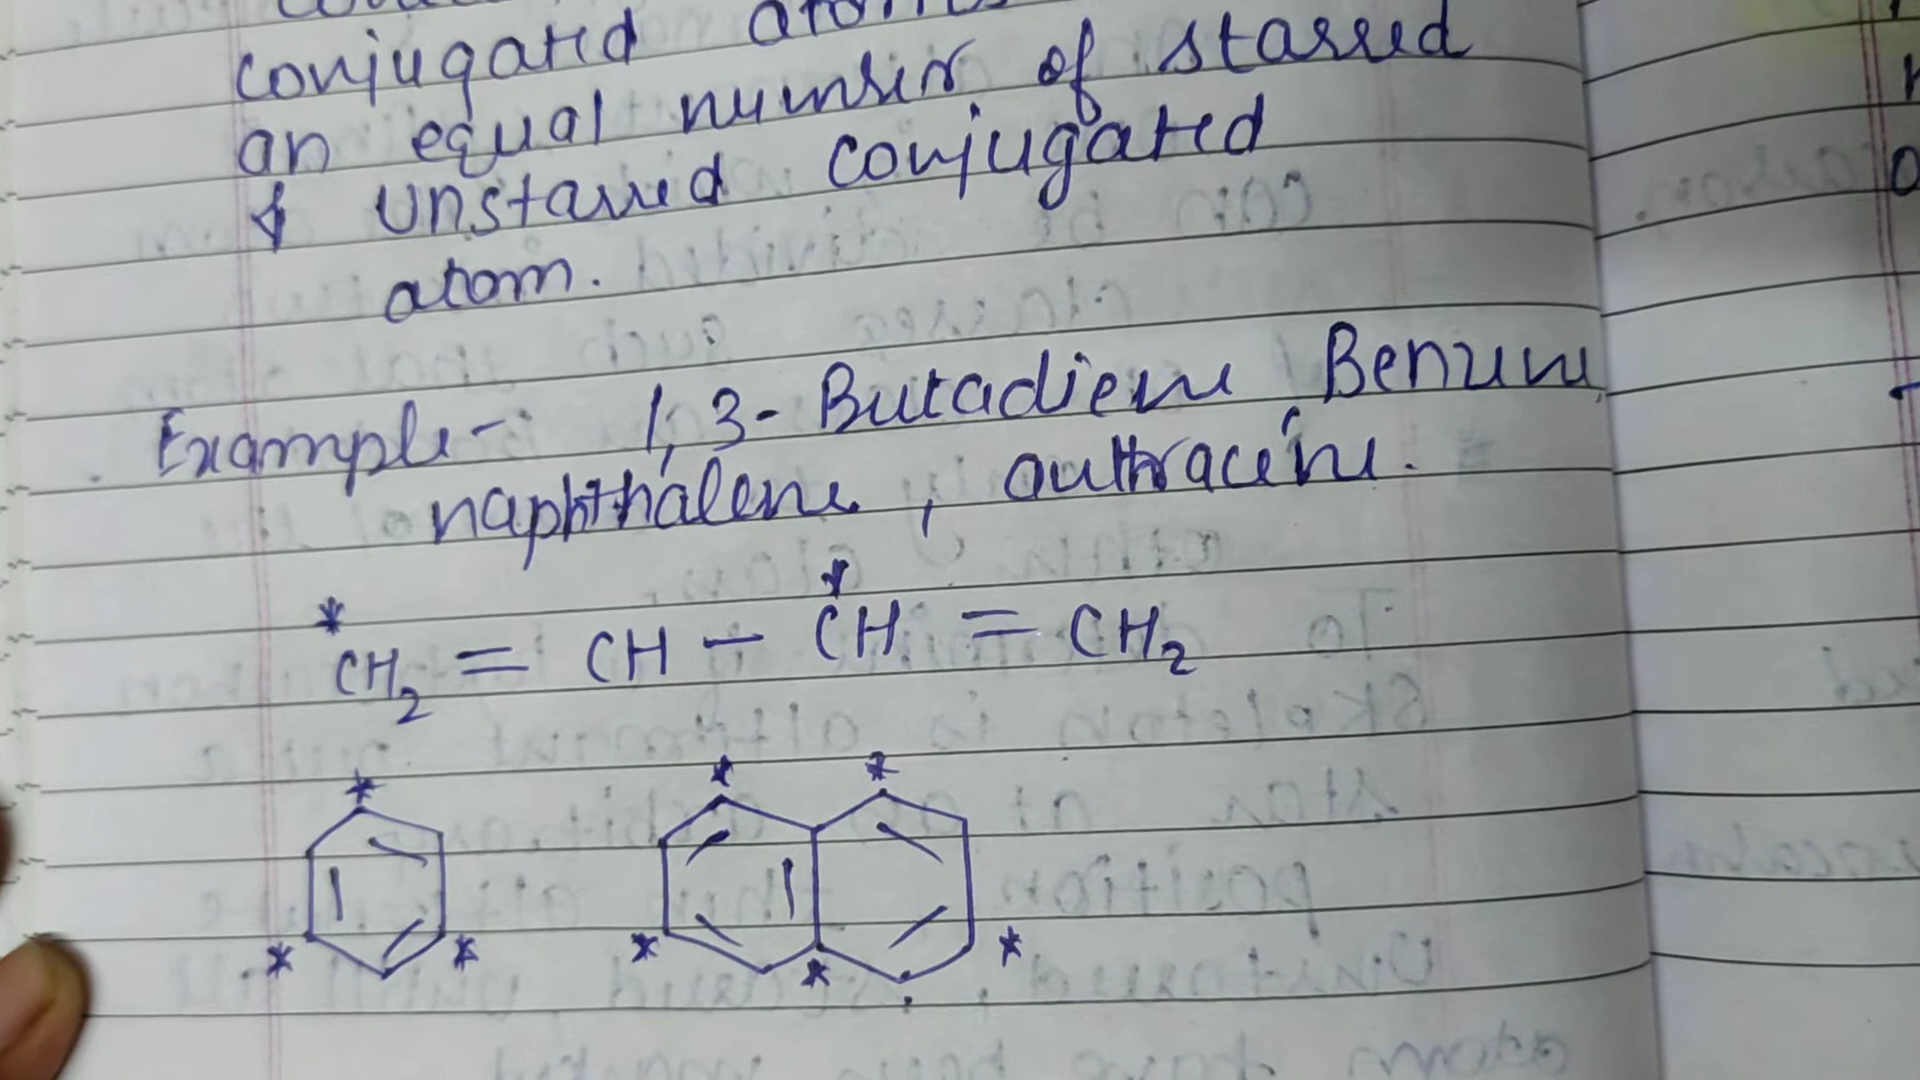 conjugated atoms
an equal number of starred
& unstarred conjugated
atom.
Example - 1,3-Butadiene Benzene
naphthalene, anthracene.
* *
CH2 = CH - CH = CH2
* * *
* * * * *